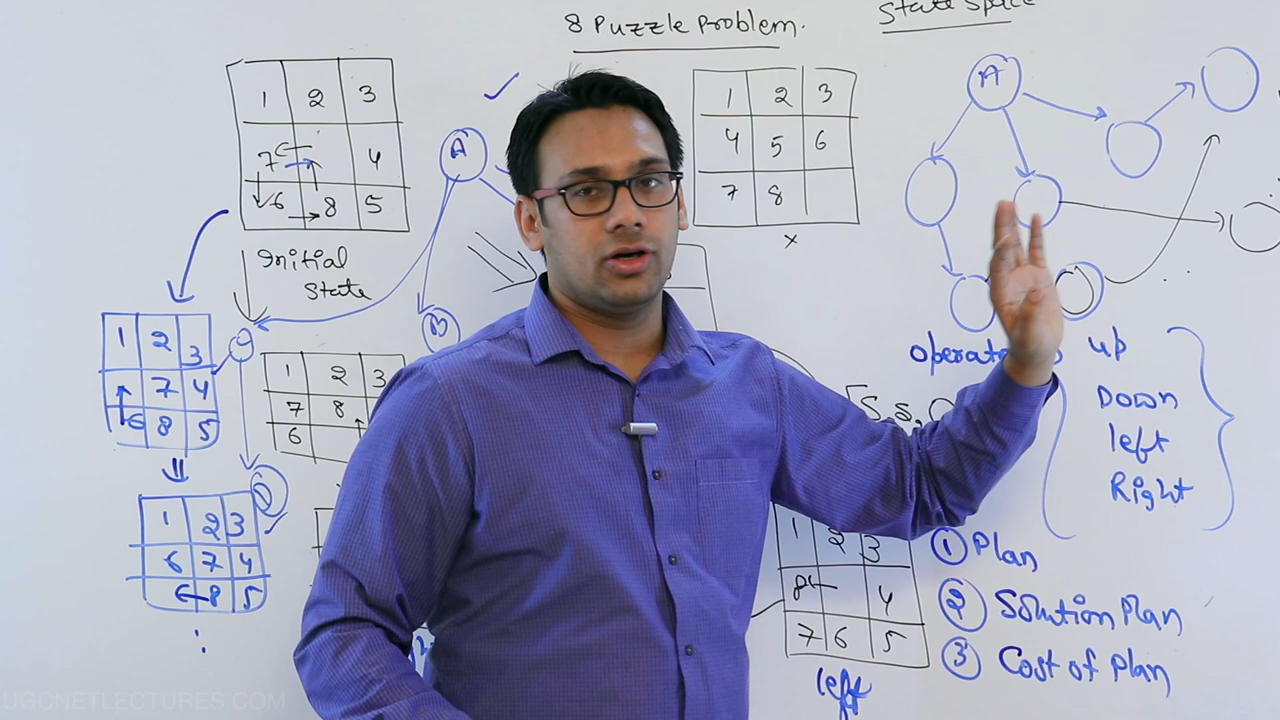 8 Puzzle Problem.
State Space
1 2 3
7 4
6 8 5
Initial
State
A
B
C
1 2 3
7 4
6 8 5
D
1 2 3
6 7 4
8 5
1 2 3
7 8
6
1 2 3
4 5 6
7 8
x
A
up
Down
left
Right
[S, s, O
1 2 3
8 4
7 6 5
left
1 Plan
2 Solution Plan
3 Cost of Plan
UGCNETLECTURES.COM